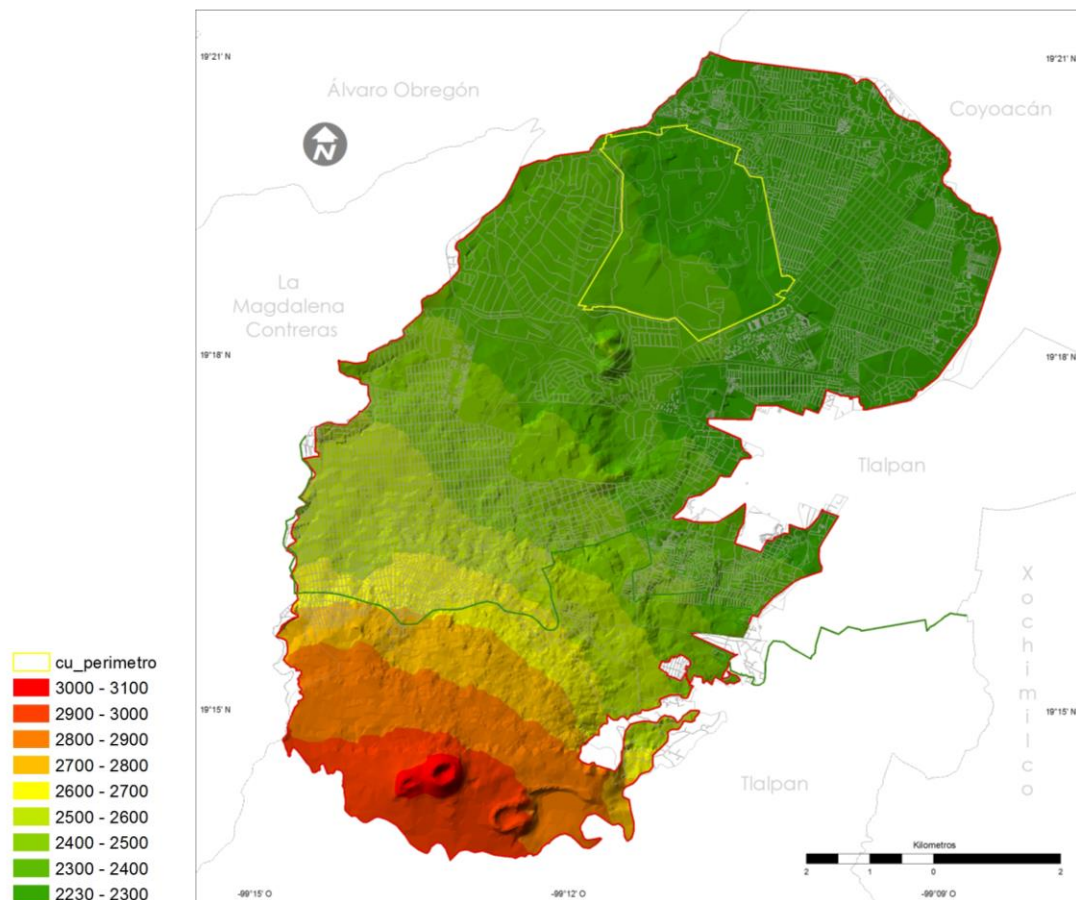 19°21' N
19°21' N
Álvaro Obregón
Coyoacán
N
La
Magdalena
Contreras
19°18' N
19°18' N
Tlalpan
Xochimilco
19°15' N
19°15' N
Tlalpan
cu_perimetro
3000 - 3100
2900 - 3000
2800 - 2900
2700 - 2800
2600 - 2700
2500 - 2600
2400 - 2500
2300 - 2400
2230 - 2300
Kilometros
2 1 0 2
-99°15' O
-99°12' O
-99°09' O